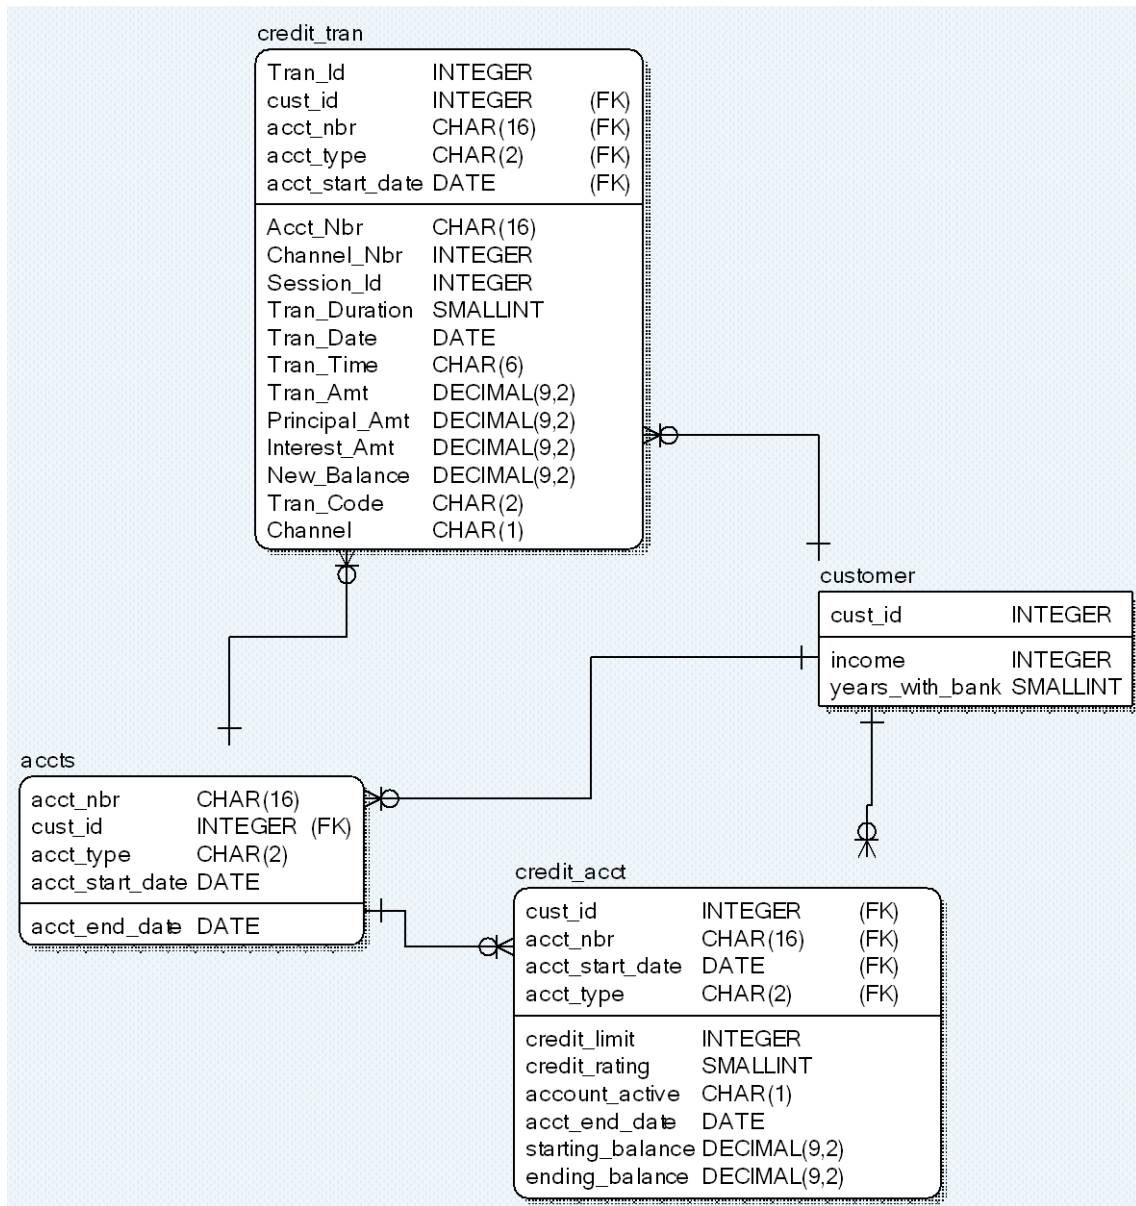 credit_tran
Tran_Id INTEGER
cust_id INTEGER (FK)
acct_nbr CHAR(16) (FK)
acct_type CHAR(2) (FK)
acct_start_date DATE (FK)
Acct_Nbr CHAR(16)
Channel_Nbr INTEGER
Session_Id INTEGER
Tran_Duration SMALLINT
Tran_Date DATE
Tran_Time CHAR(6)
Tran_Amt DECIMAL(9,2)
Principal_Amt DECIMAL(9,2)
Interest_Amt DECIMAL(9,2)
New_Balance DECIMAL(9,2)
Tran_Code CHAR(2)
Channel CHAR(1)
customer
cust_id INTEGER
income INTEGER
years_with_bank SMALLINT
accts
acct_nbr CHAR(16)
cust_id INTEGER (FK)
acct_type CHAR(2)
acct_start_date DATE
acct_end_date DATE
credit_acct
cust_id INTEGER (FK)
acct_nbr CHAR(16) (FK)
acct_start_date DATE (FK)
acct_type CHAR(2) (FK)
credit_limit INTEGER
credit_rating SMALLINT
account_active CHAR(1)
acct_end_date DATE
starting_balance DECIMAL(9,2)
ending_balance DECIMAL(9,2)